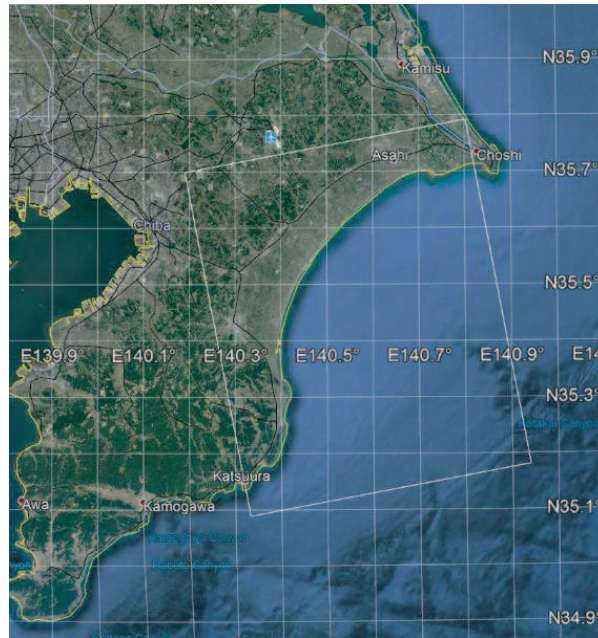 N35.9°
Kamisu
Asahi
Choshi
N35.7°
Chiba
N35.5°
E139.9°
E140.1°
E140.3°
E140.5°
E140.7°
E140.9°
E14
N35.3°
Katsuura
N35.1°
Awa
Kamogawa
N34.9°